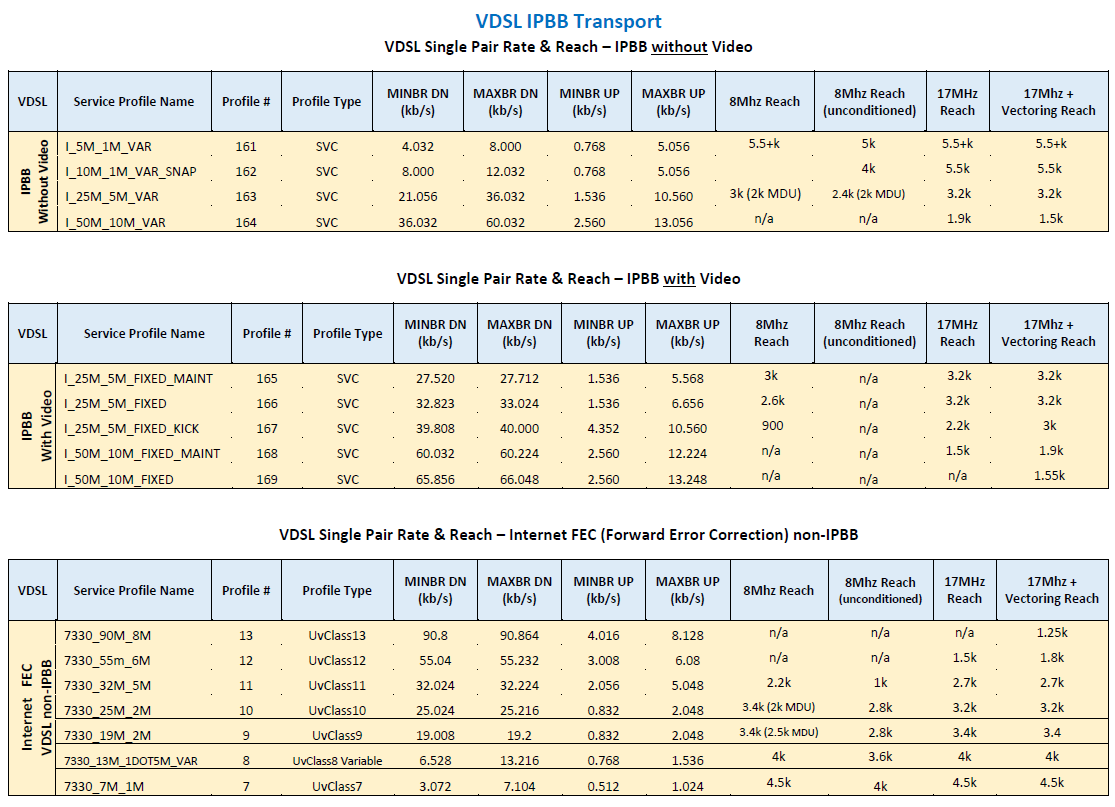 VDSL IPBB Transport
VDSL Single Pair Rate & Reach – IPBB without Video
VDSL Service Profile Name Profile # Profile Type MINBR DN (kb/s) MAXBR DN (kb/s) MINBR UP (kb/s) MAXBR UP (kb/s) 8Mhz Reach 8Mhz Reach (unconditioned) 17MHz Reach 17Mhz + Vectoring Reach
IPBB Without Video
I_5M_1M_VAR 161 SVC 4.032 8.000 0.768 5.056 5.5+k 5k 5.5+k 5.5+k
I_10M_1M_VAR_SNAP 162 SVC 8.000 12.032 0.768 5.056 4k 5.5k 5.5k
I_25M_5M_VAR 163 SVC 21.056 36.032 1.536 10.560 3k (2k MDU) 2.4k (2k MDU) 3.2k 3.2k
I_50M_10M_VAR 164 SVC 36.032 60.032 2.560 13.056 n/a n/a 1.9k 1.5k
VDSL Single Pair Rate & Reach – IPBB with Video
VDSL Service Profile Name Profile # Profile Type MINBR DN (kb/s) MAXBR DN (kb/s) MINBR UP (kb/s) MAXBR UP (kb/s) 8Mhz Reach 8Mhz Reach (unconditioned) 17MHz Reach 17Mhz + Vectoring Reach
IPBB With Video
I_25M_5M_FIXED_MAINT 165 SVC 27.520 27.712 1.536 5.568 3k n/a 3.2k 3.2k
I_25M_5M_FIXED 166 SVC 32.823 33.024 1.536 6.656 2.6k n/a 3.2k 3.2k
I_25M_5M_FIXED_KICK 167 SVC 39.808 40.000 4.352 10.560 900 n/a 2.2k 3k
I_50M_10M_FIXED_MAINT 168 SVC 60.032 60.224 2.560 12.224 n/a n/a 1.5k 1.9k
I_50M_10M_FIXED 169 SVC 65.856 66.048 2.560 13.248 n/a n/a n/a 1.55k
VDSL Single Pair Rate & Reach – Internet FEC (Forward Error Correction) non-IPBB
VDSL Service Profile Name Profile # Profile Type MINBR DN (kb/s) MAXBR DN (kb/s) MINBR UP (kb/s) MAXBR UP (kb/s) 8Mhz Reach 8Mhz Reach (unconditioned) 17MHz Reach 17Mhz + Vectoring Reach
Internet FEC VDSL non-IPBB
7330_90M_8M 13 UvClass13 90.8 90.864 4.016 8.128 n/a n/a n/a 1.25k
7330_55m_6M 12 UvClass12 55.04 55.232 3.008 6.08 n/a n/a 1.5k 1.8k
7330_32M_5M 11 UvClass11 32.024 32.224 2.056 5.048 2.2k 1k 2.7k 2.7k
7330_25M_2M 10 UvClass10 25.024 25.216 0.832 2.048 3.4k (2k MDU) 2.8k 3.2k 3.2k
7330_19M_2M 9 UvClass9 19.008 19.2 0.832 2.048 3.4k (2.5k MDU) 2.8k 3.4k 3.4
7330_13M_1DOT5M_VAR 8 UvClass8 Variable 6.528 13.216 0.768 1.536 4k 3.6k 4k 4k
7330_7M_1M 7 UvClass7 3.072 7.104 0.512 1.024 4.5k 4k 4.5k 4.5k